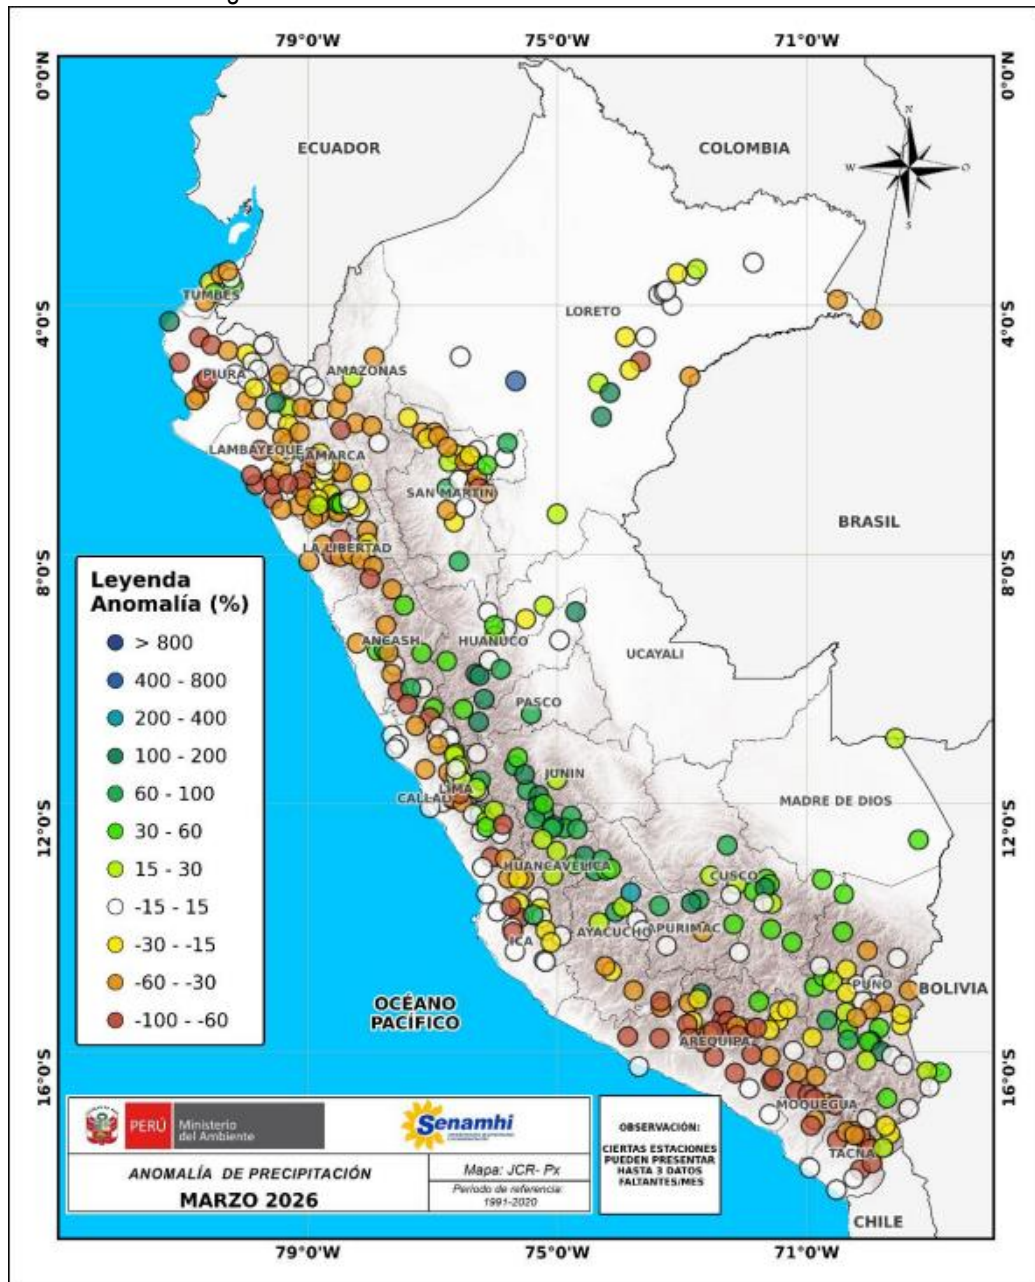 79°0'W 75°0'W 71°0'W
0°0'N 0°0'N
N
W O
S
ECUADOR
COLOMBIA
TUMBES
LORETO
4°0'S 4°0'S
PIURA
AMAZONAS
LAMBAYEQUE
CAJAMARCA
SAN MARTIN
BRASIL
LA LIBERTAD
8°0'S 8°0'S
ANCASH
HUANUCO
UCAYALI
PASCO
JUNIN
LIMA
CALLAO
MADRE DE DIOS
12°0'S 12°0'S
HUANCAVELICA
CUSCO
ICA
AYACUCHO
APURIMAC
PUNO
BOLIVIA
OCÉANO
PACÍFICO
AREQUIPA
16°0'S 16°0'S
MOQUEGUA
TACNA
CHILE
Leyenda
Anomalía (%)
> 800
400 - 800
200 - 400
100 - 200
60 - 100
30 - 60
15 - 30
-15 - 15
-30 - -15
-60 - -30
-100 - -60
PERÚ
Ministerio
del Ambiente
Senamhi
ANOMALÍA DE PRECIPITACIÓN
MARZO 2026
Mapa: JCR- Px
Periodo de referencia:
1991-2020
OBSERVACIÓN:
CIERTAS ESTACIONES
PUEDEN PRESENTAR
HASTA 3 DATOS
FALTANTES/MES
79°0'W 75°0'W 71°0'W